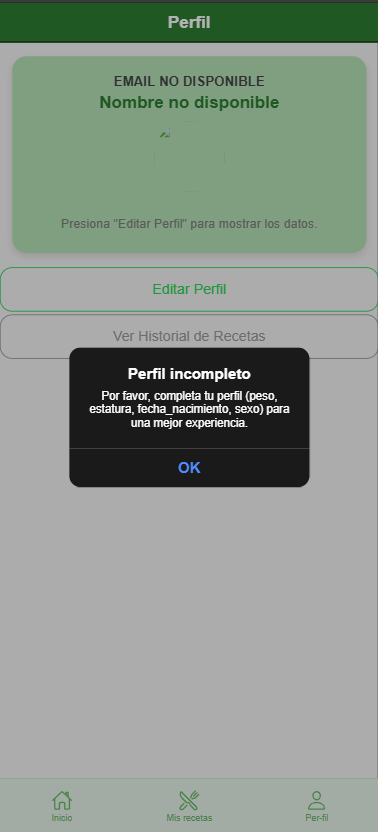 Perfil
EMAIL NO DISPONIBLE
Nombre no disponible
Presiona "Editar Perfil" para mostrar los datos.
Editar Perfil
Ver Historial de Recetas
Perfil incompleto
Por favor, completa tu perfil (peso,
estatura, fecha_nacimiento, sexo) para
una mejor experiencia.
OK
Inicio
Mis recetas
Per-fil